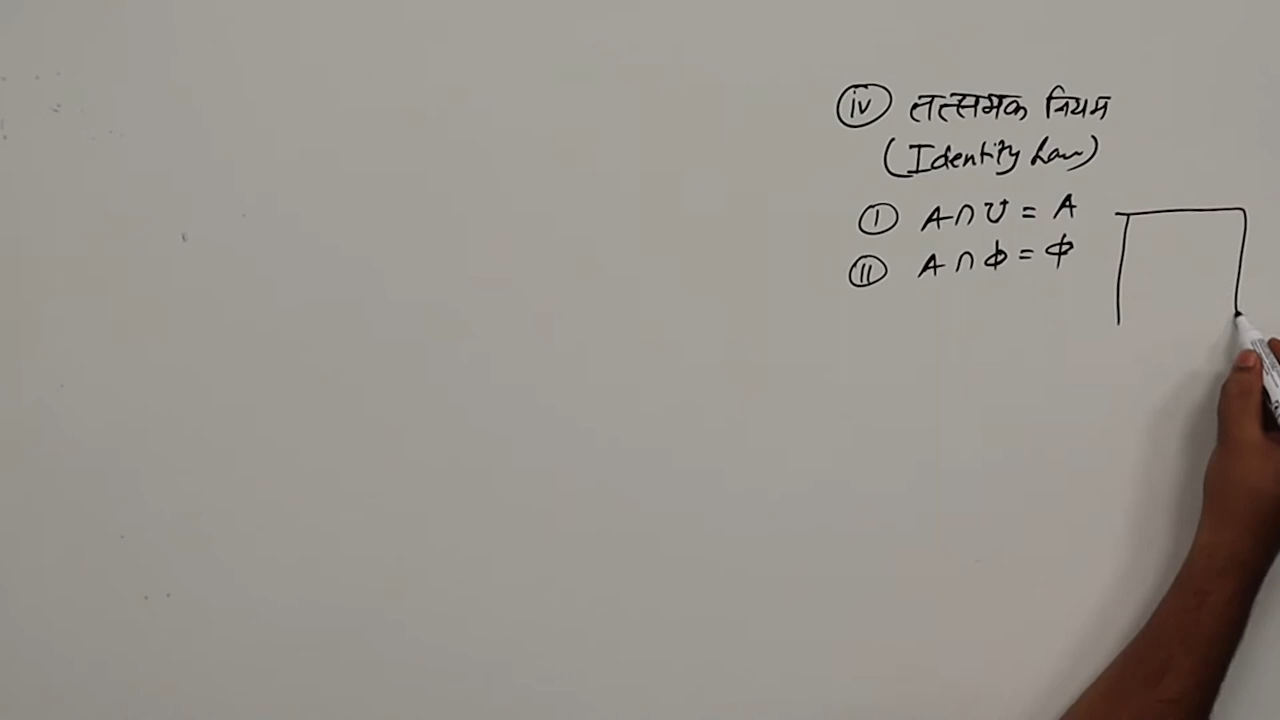 (iv) तत्समक नियम
(Identity Law)
(I) A ∩ U = A
(II) A ∩ ϕ = ϕ